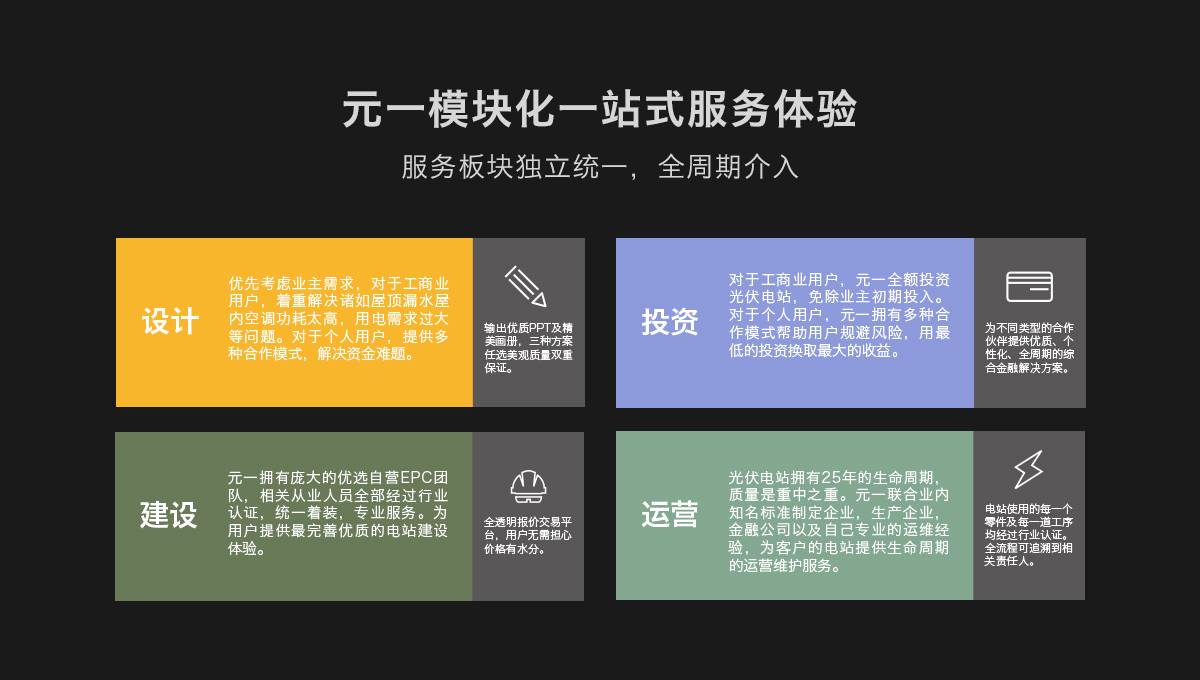 元一模块化一站式服务体验
服务板块独立统一，全周期介入
设计
优先考虑业主需求，对于工商业
用户，着重解决诸如屋顶漏水屋
内空调功耗太高，用电需求过大
等问题。对于个人用户，提供多
种合作模式，解决资金难题。
输出优质PPT及精
美画册，三种方案
任选美观质量双重
保证。
投资
对于工商业用户，元一全额投资
光伏电站，免除业主初期投入。
对于个人用户，元一拥有多种合
作模式帮助用户规避风险，用最
低的投资换取最大的收益。
为不同类型的合作
伙伴提供优质、个
性化、全周期的综
合金融解决方案。
建设
元一拥有庞大的优选自营EPC团
队，相关从业人员全部经过行业
认证，统一着装，专业服务。为
用户提供最完善优质的电站建设
体验。
全透明报价交易平
台，用户无需担心
价格有水分。
运营
光伏电站拥有25年的生命周期，
质量是重中之重。元一联合业内
知名标准制定企业，生产企业，
金融公司以及自己专业的运维经
验，为客户的电站提供生命周期
的运营维护服务。
电站使用的每一个
零件及每一道工序
均经过行业认证。
全流程可追溯到相
关责任人。